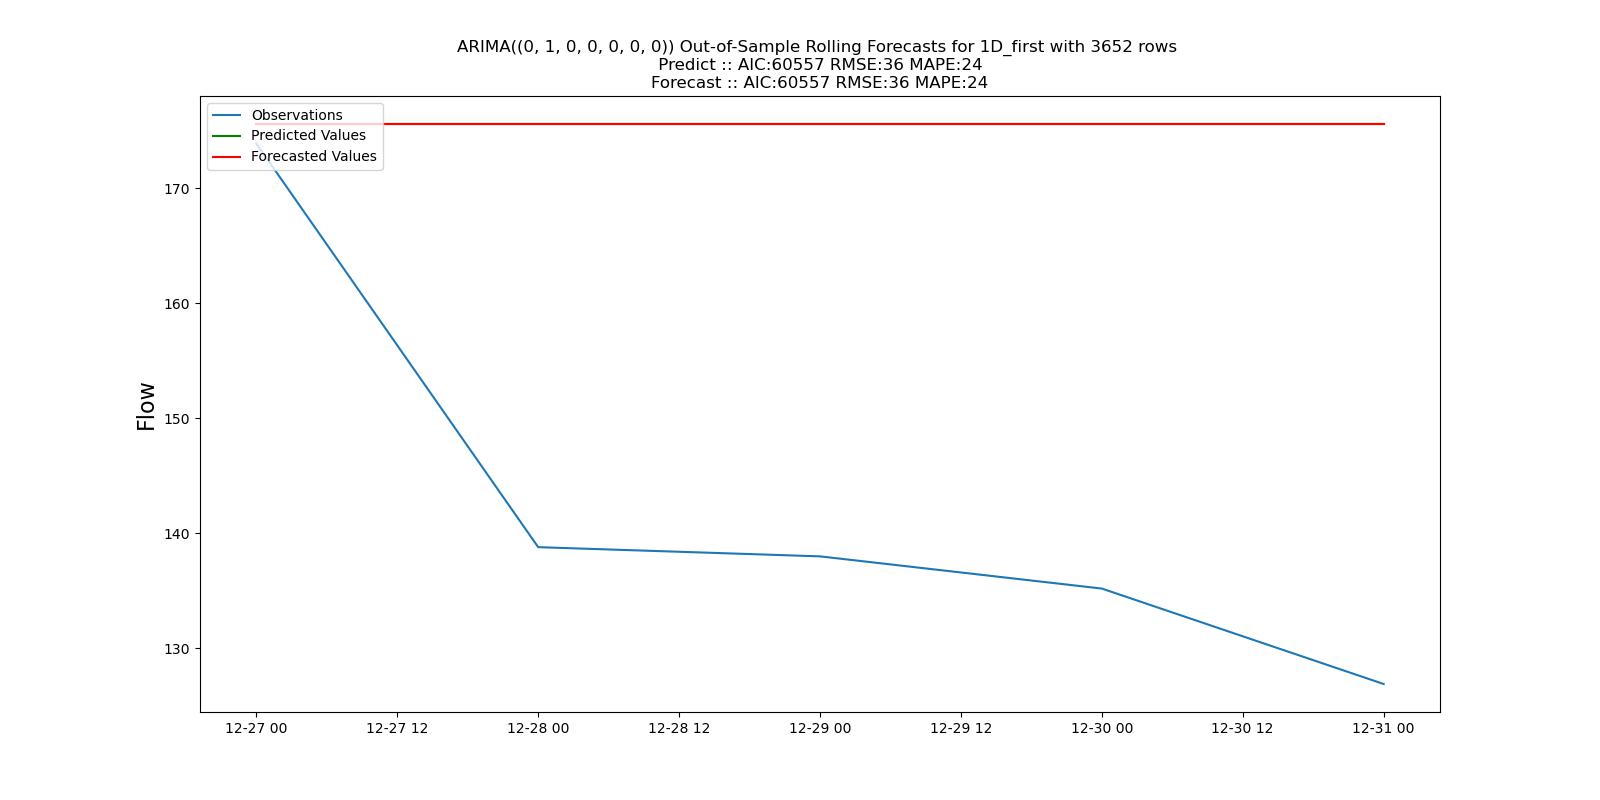 ARIMA((0, 1, 0, 0, 0, 0, 0)) Out-of-Sample Rolling Forecasts for 1D_first with 3652 rows
Predict :: AIC:60557 RMSE:36 MAPE:24
Forecast :: AIC:60557 RMSE:36 MAPE:24
Observations
Predicted Values
Forecasted Values
170
160
150
140
130
Flow
12-27 00
12-27 12
12-28 00
12-28 12
12-29 00
12-29 12
12-30 00
12-30 12
12-31 00